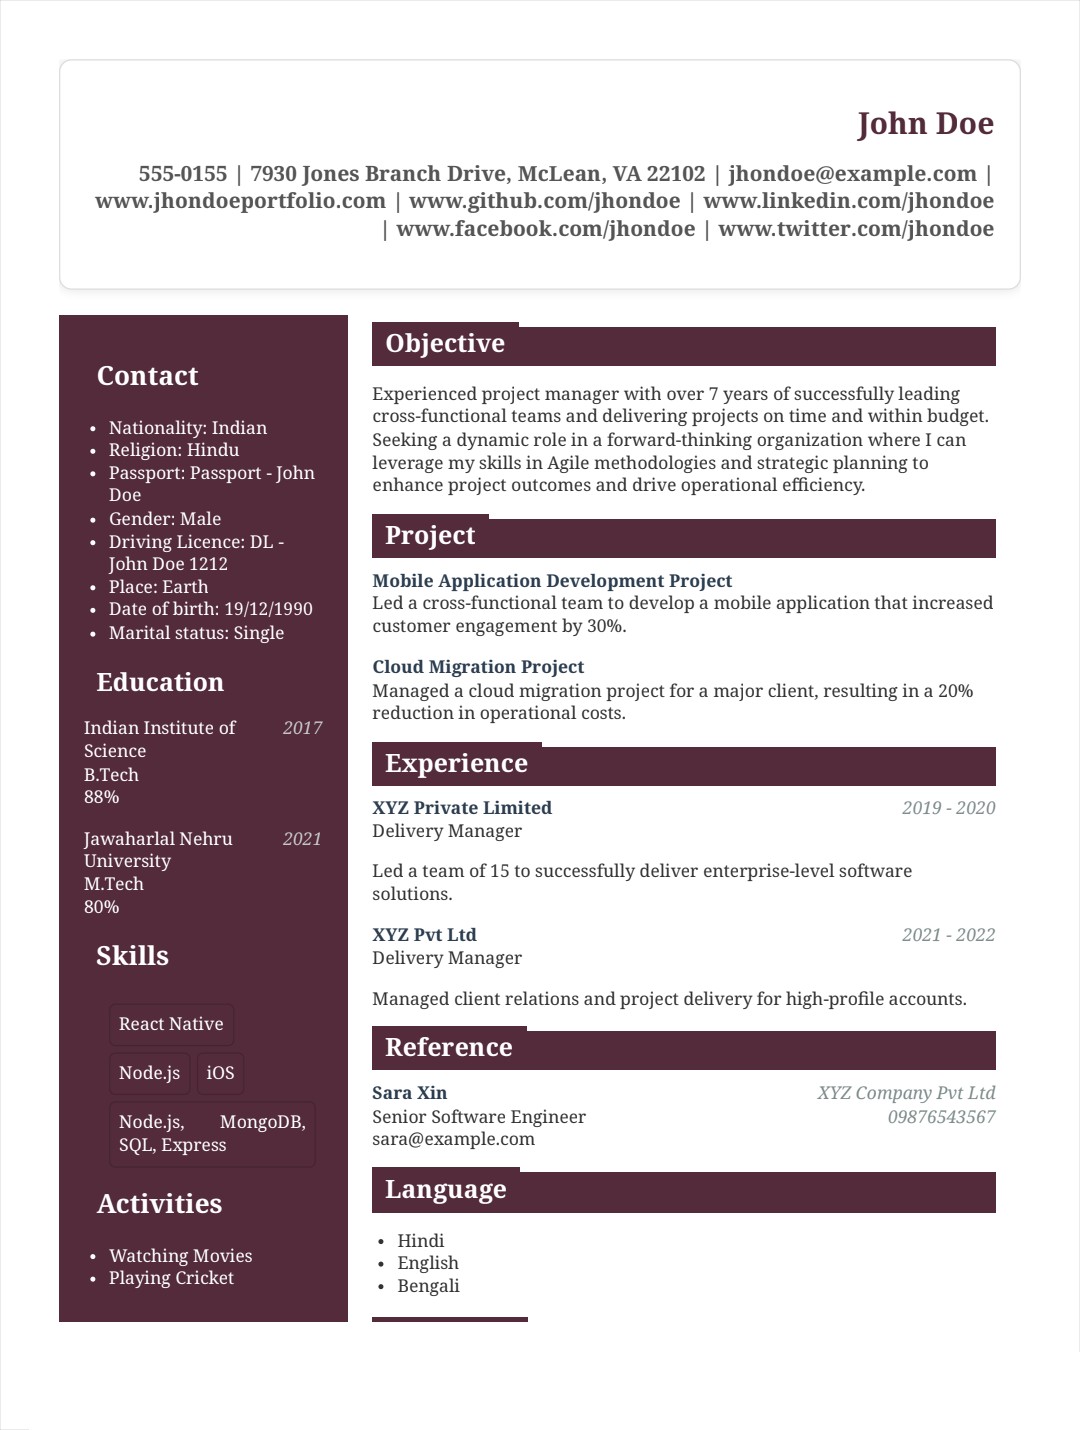 John Doe
555-0155 | 7930 Jones Branch Drive, McLean, VA 22102 | jhondoe@example.com |
www.jhondoeportfolio.com | www.github.com/jhondoe | www.linkedin.com/jhondoe
| www.facebook.com/jhondoe | www.twitter.com/jhondoe
Contact
• Nationality: Indian
• Religion: Hindu
• Passport: Passport - John
Doe
• Gender: Male
• Driving Licence: DL -
John Doe 1212
• Place: Earth
• Date of birth: 19/12/1990
• Marital status: Single
Education
Indian Institute of 2017
Science
B.Tech
88%
Jawaharlal Nehru 2021
University
M.Tech
80%
Skills
React Native
Node.js iOS
Node.js, MongoDB,
SQL, Express
Activities
• Watching Movies
• Playing Cricket
Objective
Experienced project manager with over 7 years of successfully leading
cross-functional teams and delivering projects on time and within budget.
Seeking a dynamic role in a forward-thinking organization where I can
leverage my skills in Agile methodologies and strategic planning to
enhance project outcomes and drive operational efficiency.
Project
Mobile Application Development Project
Led a cross-functional team to develop a mobile application that increased
customer engagement by 30%.
Cloud Migration Project
Managed a cloud migration project for a major client, resulting in a 20%
reduction in operational costs.
Experience
XYZ Private Limited 2019 - 2020
Delivery Manager
Led a team of 15 to successfully deliver enterprise-level software
solutions.
XYZ Pvt Ltd 2021 - 2022
Delivery Manager
Managed client relations and project delivery for high-profile accounts.
Reference
Sara Xin XYZ Company Pvt Ltd
Senior Software Engineer 09876543567
sara@example.com
Language
• Hindi
• English
• Bengali